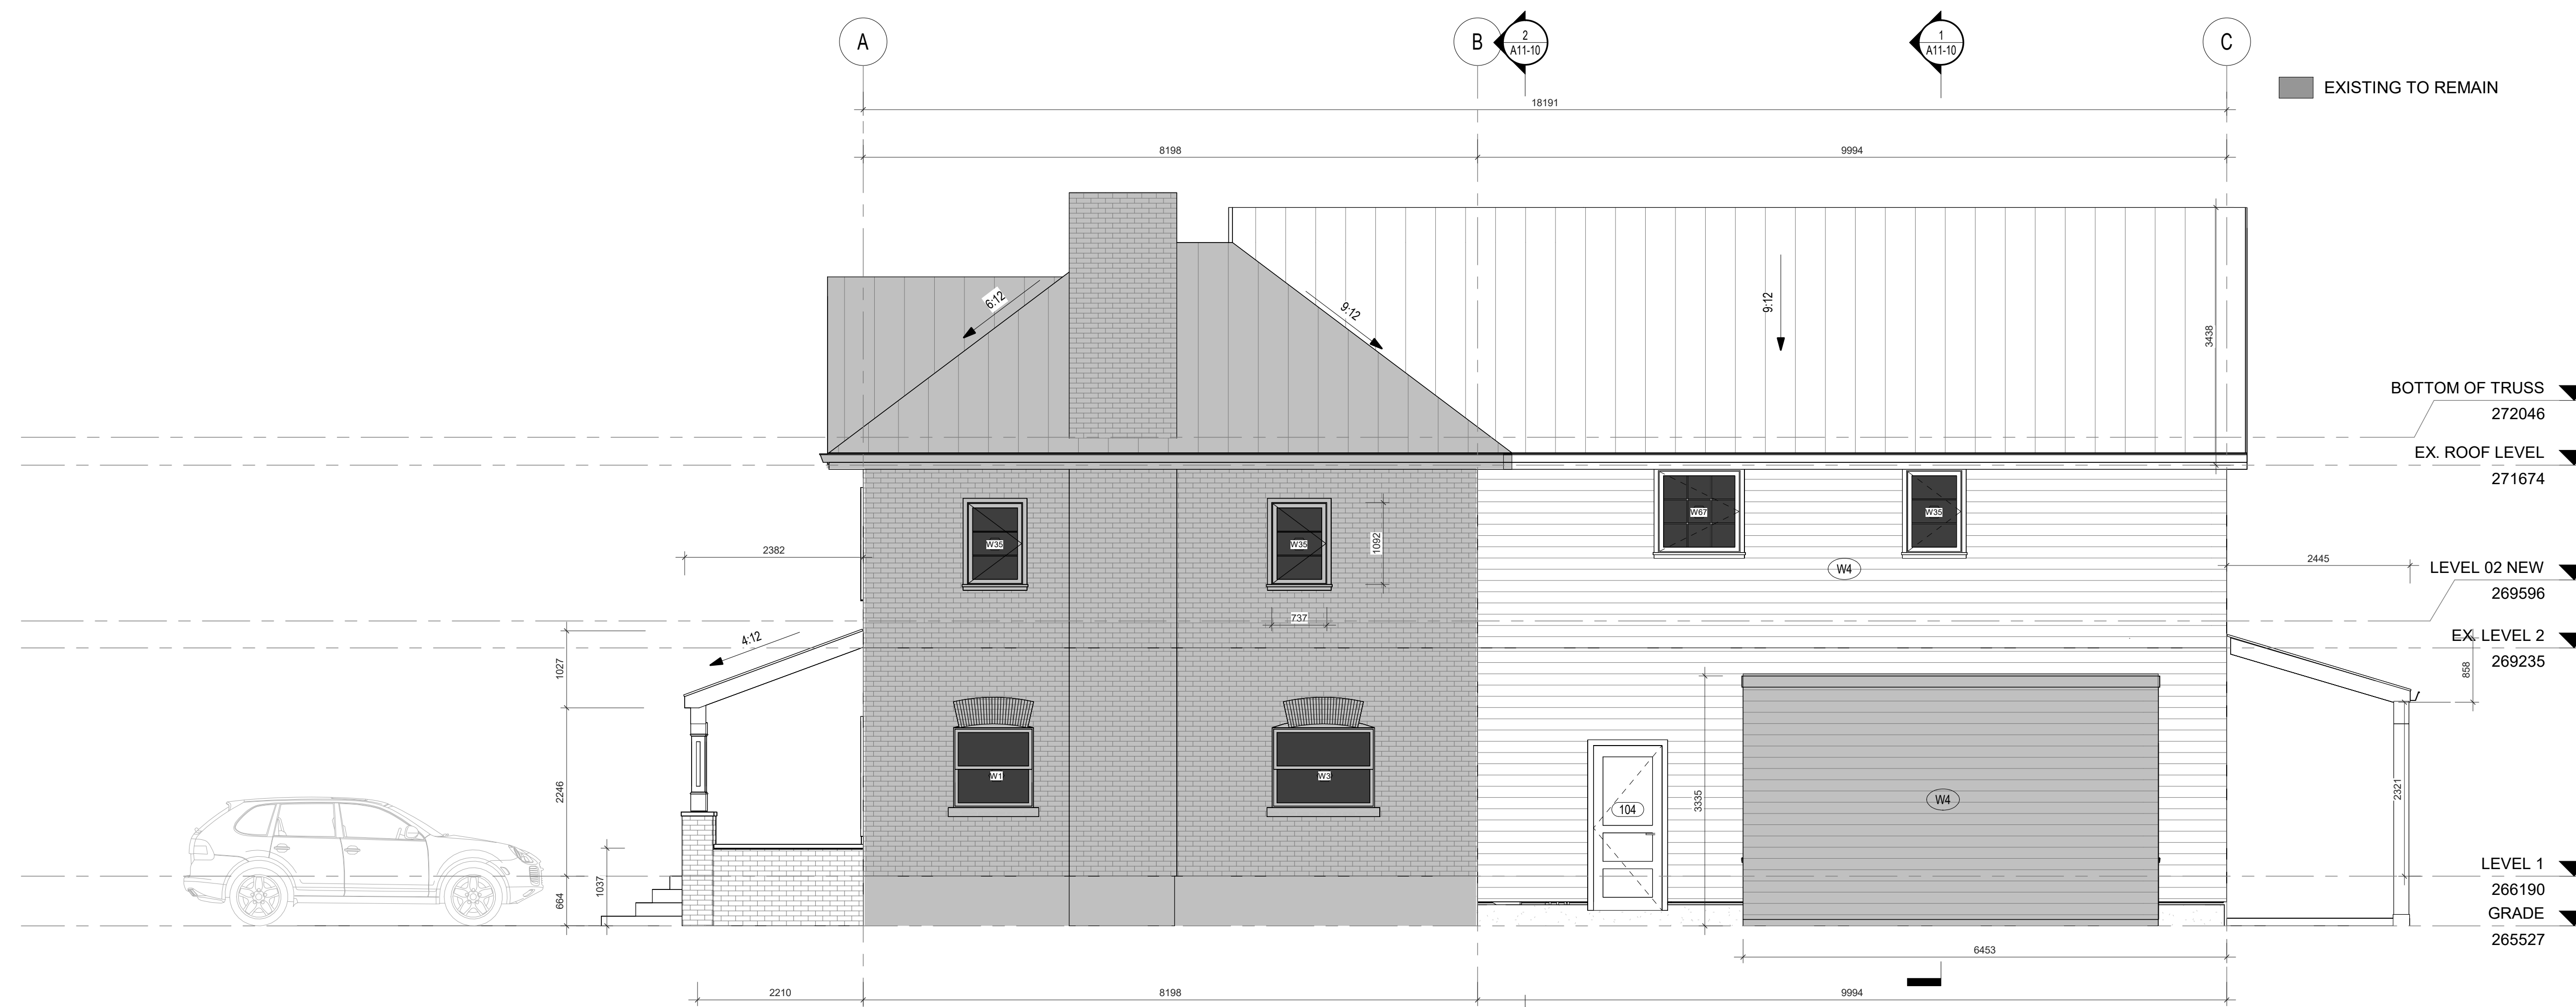 A
B
2
A11-10
1
A11-10
C
EXISTING TO REMAIN
18191
8198
9994
6:12
9:12
9:12
3438
BOTTOM OF TRUSS
272046
EX. ROOF LEVEL
271674
W35
W35
1092
W67
W35
W4
2382
2445
LEVEL 02 NEW
269596
737
4:12
1027
EX. LEVEL 2
269235
858
2246
W1
W3
3335
104
W4
2321
664
1037
LEVEL 1
266190
GRADE
265527
6453
2210
8198
9994